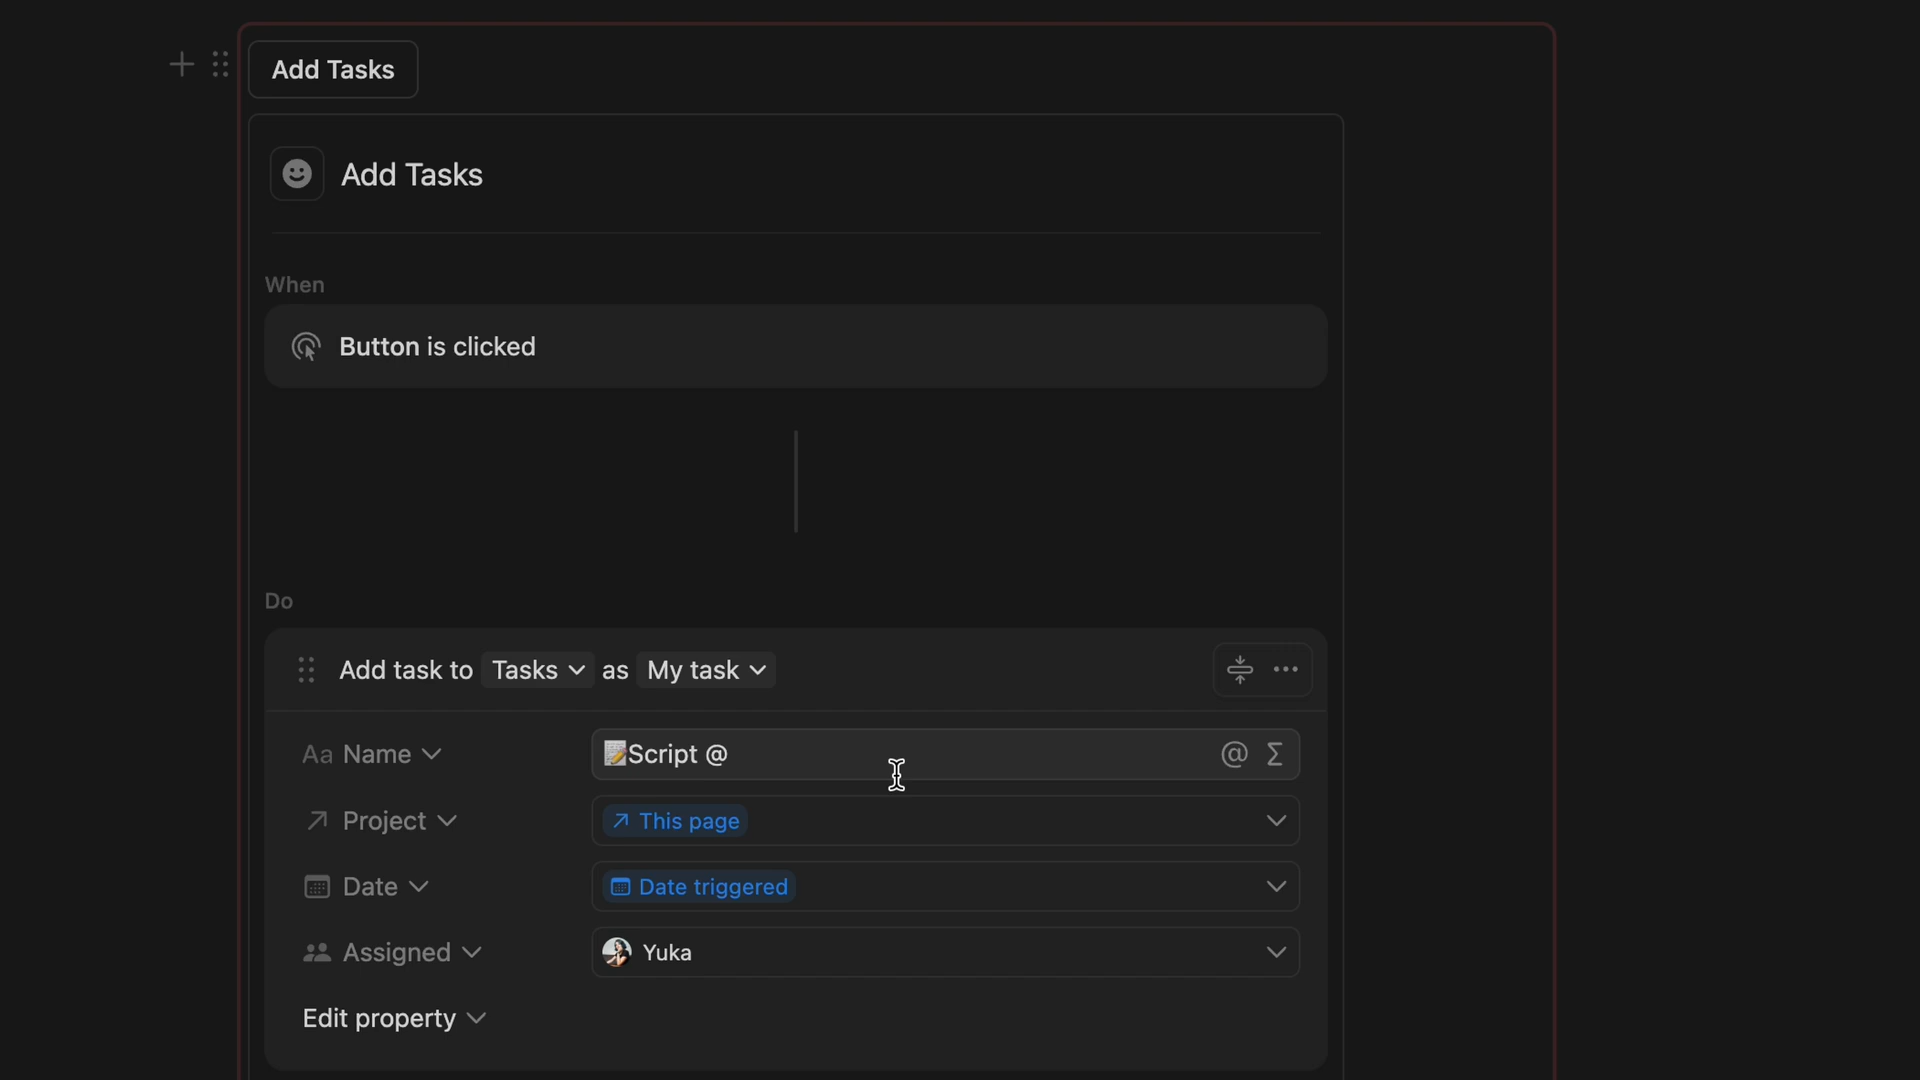 Add Tasks
Add Tasks
When
Button is clicked
Do
Add task to Tasks as My task
Aa Name 📝Script @ @ Σ
Project This page
Date Date triggered
Assigned Yuka
Edit property